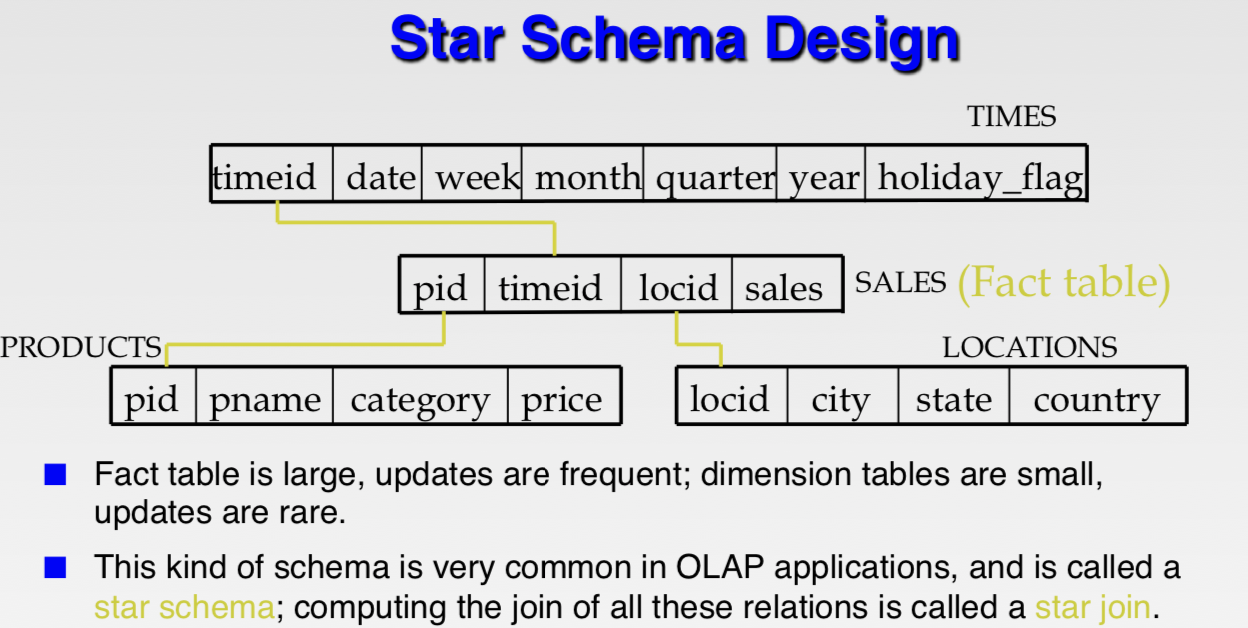 Star Schema Design
TIMES
timeid date week month quarter year holiday_flag
pid timeid locid sales SALES (Fact table)
PRODUCTS LOCATIONS
pid pname category price locid city state country
Fact table is large, updates are frequent; dimension tables are small,
updates are rare.
This kind of schema is very common in OLAP applications, and is called a
star schema; computing the join of all these relations is called a star join.